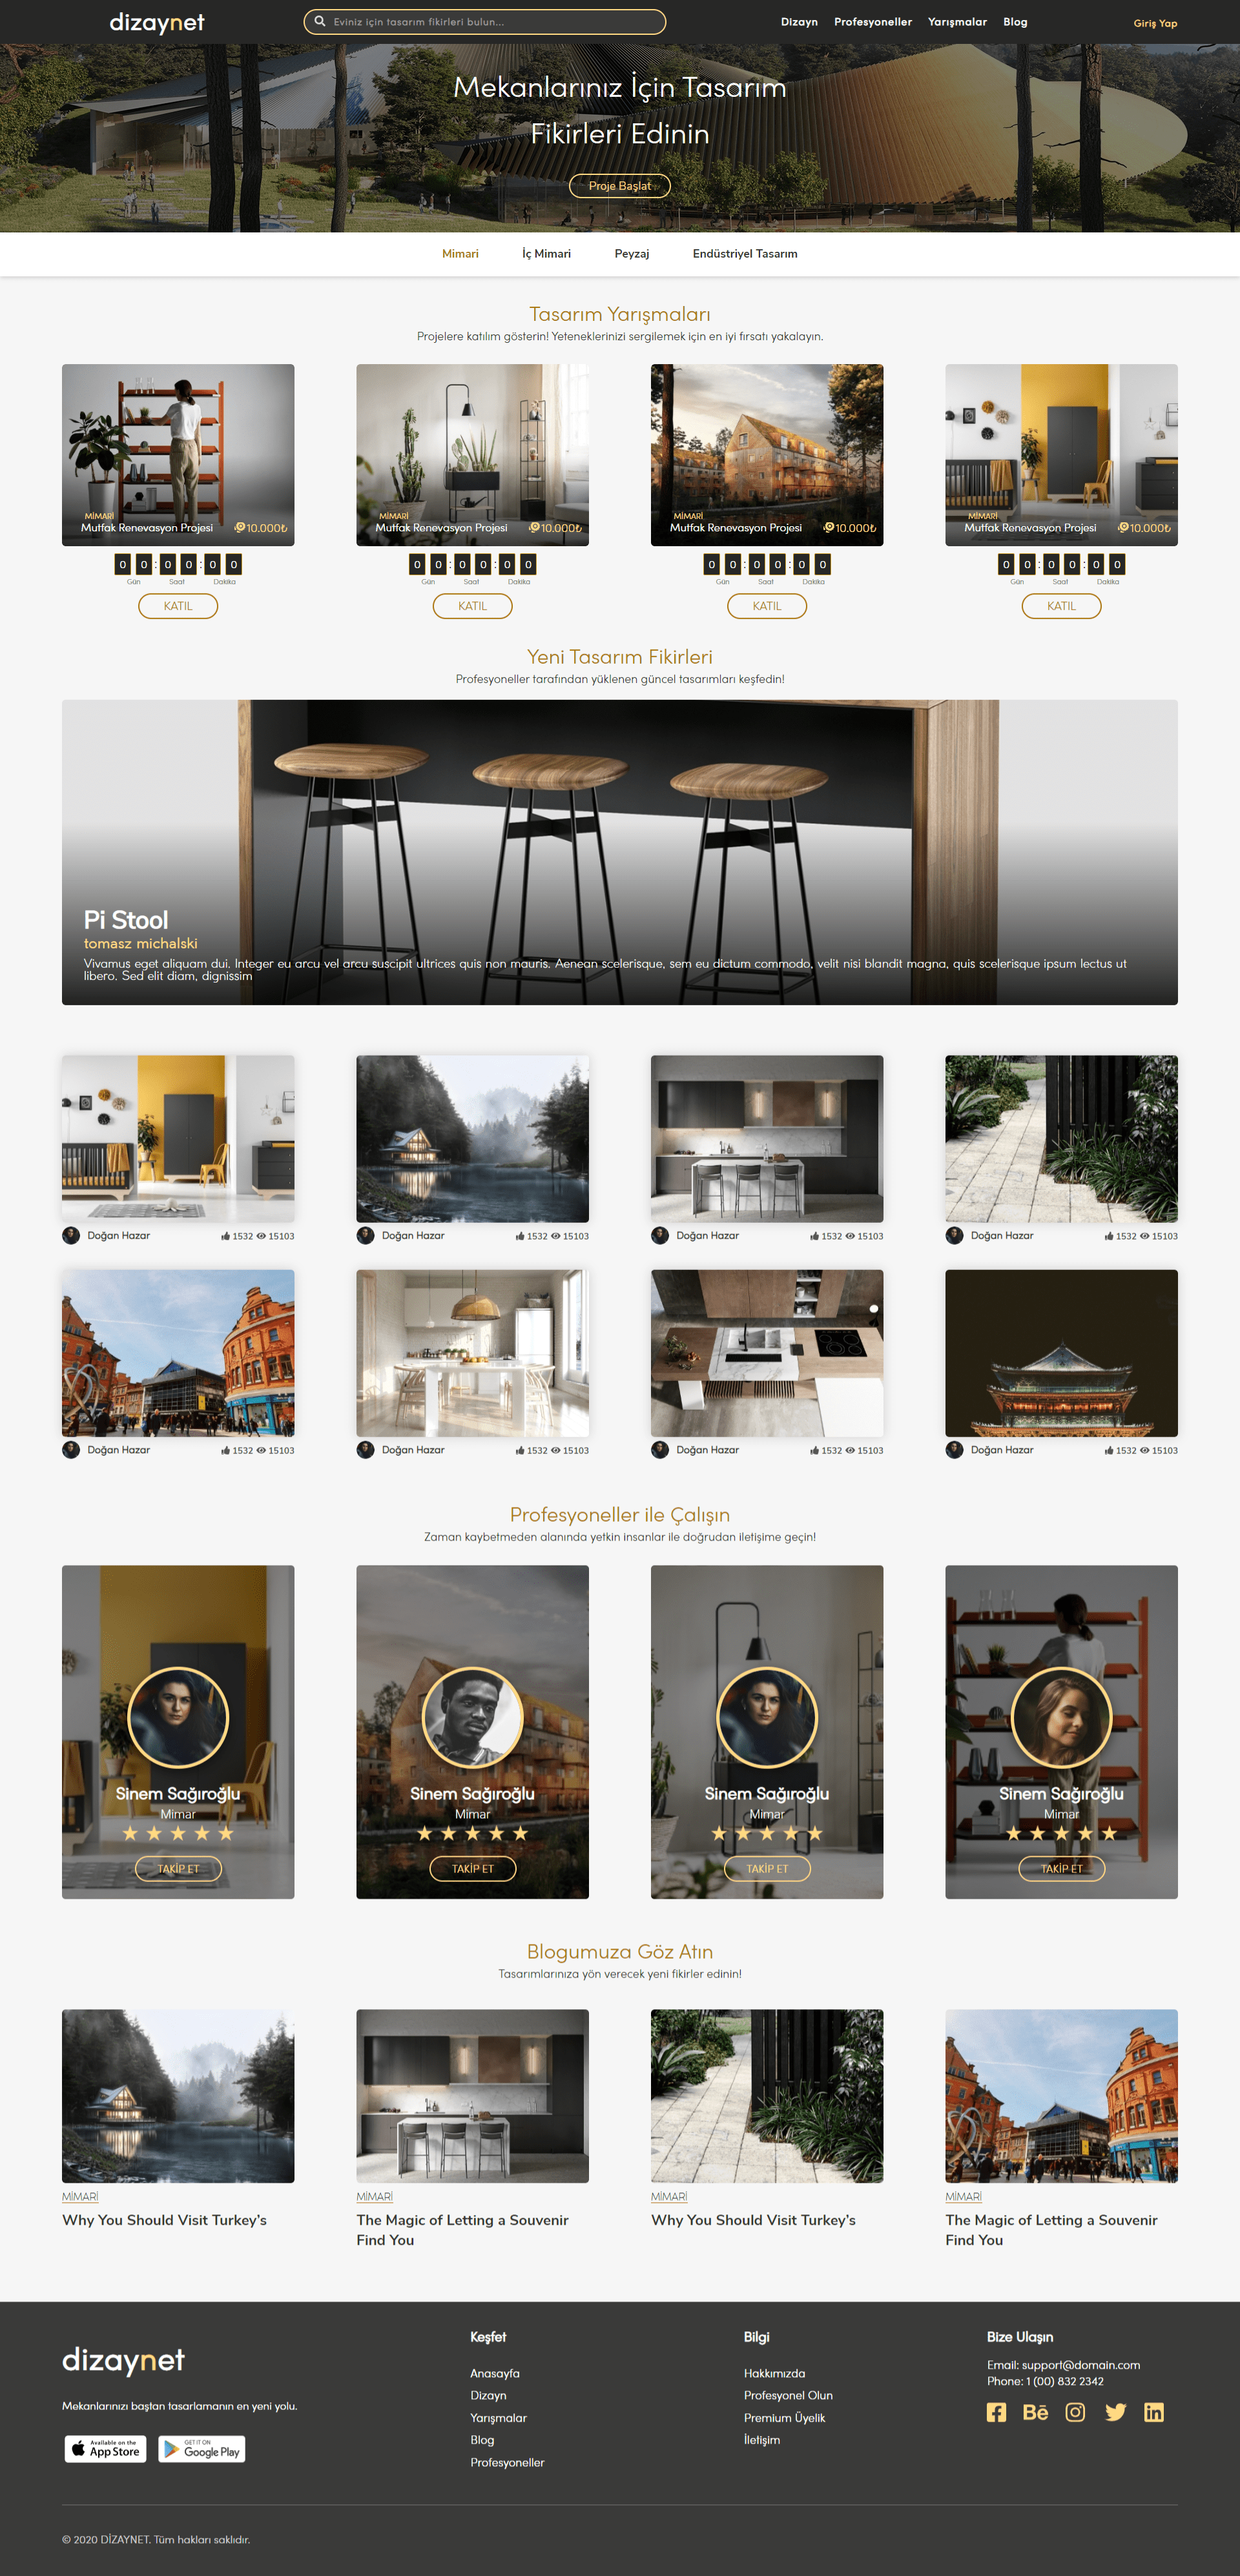 dizaynet
Eviniz için tasarım fikirleri bulun...
Dizayn Profesyoneller Yarışmalar Blog
Giriş Yap
Mekanlarınız İçin Tasarım
Fikirleri Edinin
Proje Başlat
Mimari İç Mimari Peyzaj Endüstriyel Tasarım
Tasarım Yarışmaları
Projelere katılım gösterin! Yeteneklerinizi sergilemek için en iyi fırsatı yakalayın.
MİMARİ
Mutfak Renevasyon Projesi 10.000₺
0 0 : 0 0 : 0 0
Gün Saat Dakika
KATIL
MİMARİ
Mutfak Renevasyon Projesi 10.000₺
0 0 : 0 0 : 0 0
Gün Saat Dakika
KATIL
MİMARİ
Mutfak Renevasyon Projesi 10.000₺
0 0 : 0 0 : 0 0
Gün Saat Dakika
KATIL
MİMARİ
Mutfak Renevasyon Projesi 10.000₺
0 0 : 0 0 : 0 0
Gün Saat Dakika
KATIL
Yeni Tasarım Fikirleri
Profesyoneller tarafından yüklenen güncel tasarımları keşfedin!
Pi Stool
tomasz michalski
Vivamus eget aliquam dui. Integer eu arcu vel arcu suscipit ultrices quis non mauris. Aenean scelerisque, sem eu dictum commodo, velit nisi blandit magna, quis scelerisque ipsum lectus ut
libero. Sed elit diam, dignissim
Doğan Hazar 1532 15103
Doğan Hazar 1532 15103
Doğan Hazar 1532 15103
Doğan Hazar 1532 15103
Doğan Hazar 1532 15103
Doğan Hazar 1532 15103
Doğan Hazar 1532 15103
Doğan Hazar 1532 15103
Profesyoneller ile Çalışın
Zaman kaybetmeden alanında yetkin insanlar ile doğrudan iletişime geçin!
Sinem Sağıroğlu
Mimar
TAKİP ET
Sinem Sağıroğlu
Mimar
TAKİP ET
Sinem Sağıroğlu
Mimar
TAKİP ET
Sinem Sağıroğlu
Mimar
TAKİP ET
Blogumuza Göz Atın
Tasarımlarınıza yön verecek yeni fikirler edinin!
MİMARİ
Why You Should Visit Turkey's
MİMARİ
The Magic of Letting a Souvenir
Find You
MİMARİ
Why You Should Visit Turkey's
MİMARİ
The Magic of Letting a Souvenir
Find You
dizaynet
Mekanlarınızı baştan tasarlamanın en yeni yolu.
Available on the
App Store
GET IT ON
Google Play
Keşfet
Anasayfa
Dizayn
Yarışmalar
Blog
Profesyoneller
Bilgi
Hakkımızda
Profesyonel Olun
Premium Üyelik
İletişim
Bize Ulaşın
Email: support@domain.com
Phone: 1 (00) 832 2342
© 2020 DİZAYNET. Tüm hakları saklıdır.